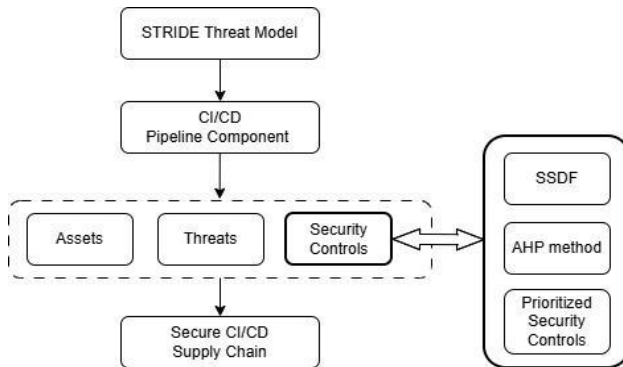 STRIDE Threat Model
CI/CD
Pipeline Component
Assets
Threats
Security
Controls
Secure CI/CD
Supply Chain
SSDF
AHP method
Prioritized
Security
Controls